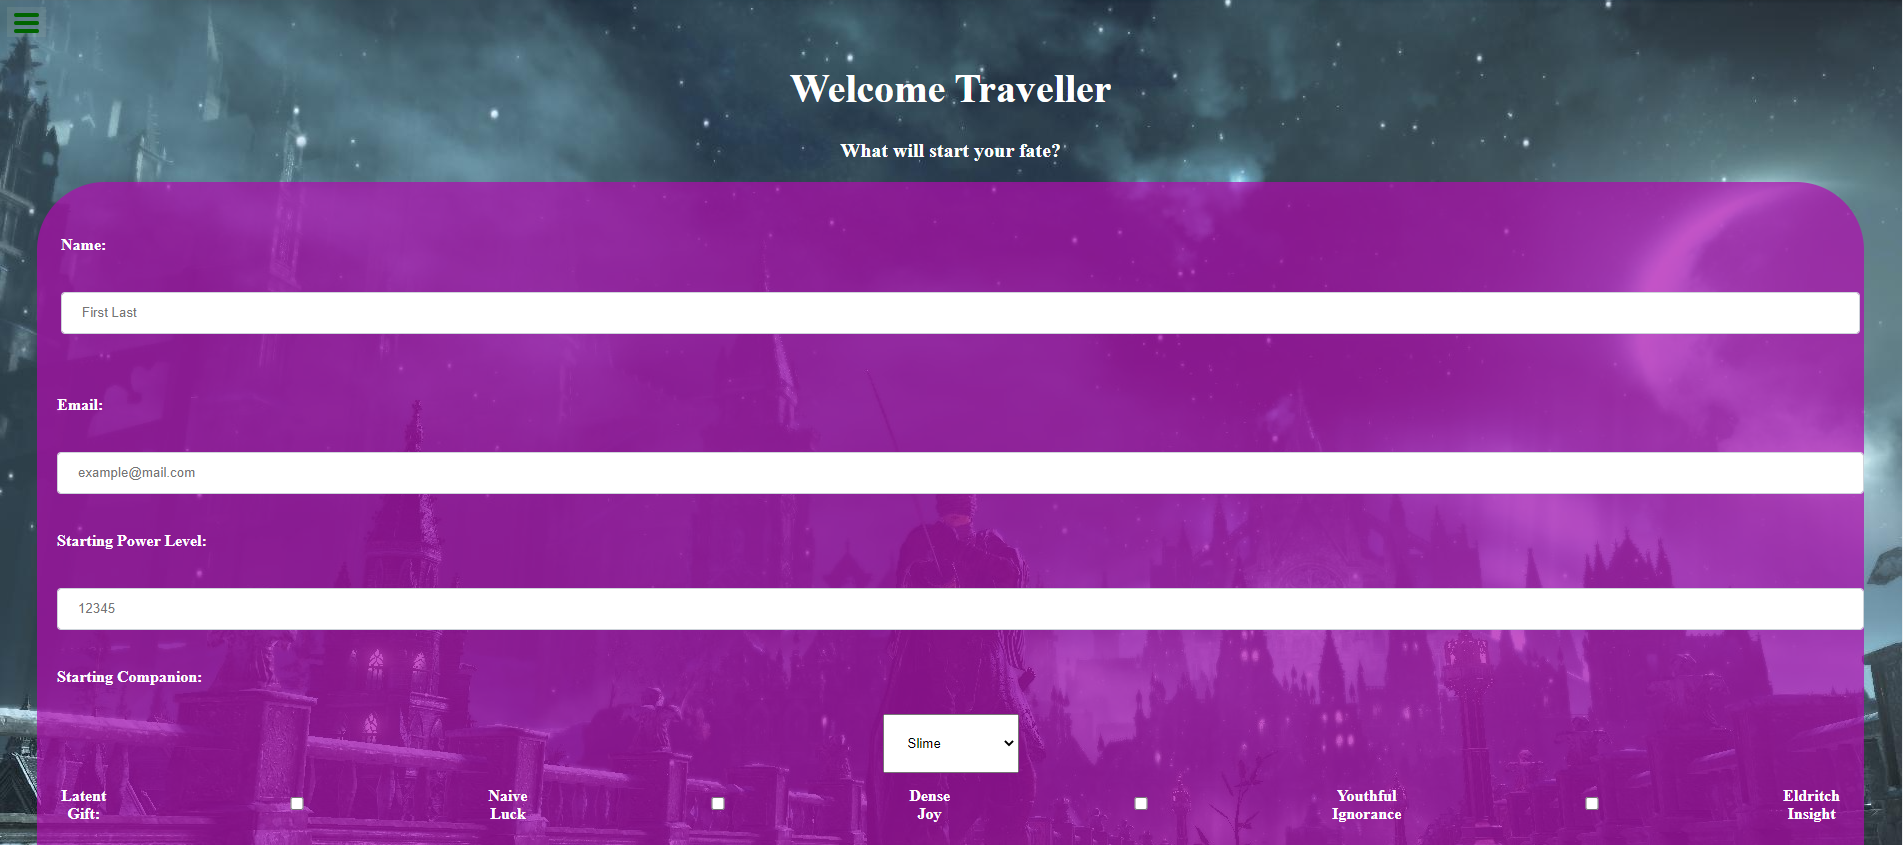 Welcome Traveller
What will start your fate?
Name:
First Last
Email:
example@mail.com
Starting Power Level:
12345
Starting Companion:
Slime
Latent
Gift:
Naive
Luck
Dense
Joy
Youthful
Ignorance
Eldritch
Insight